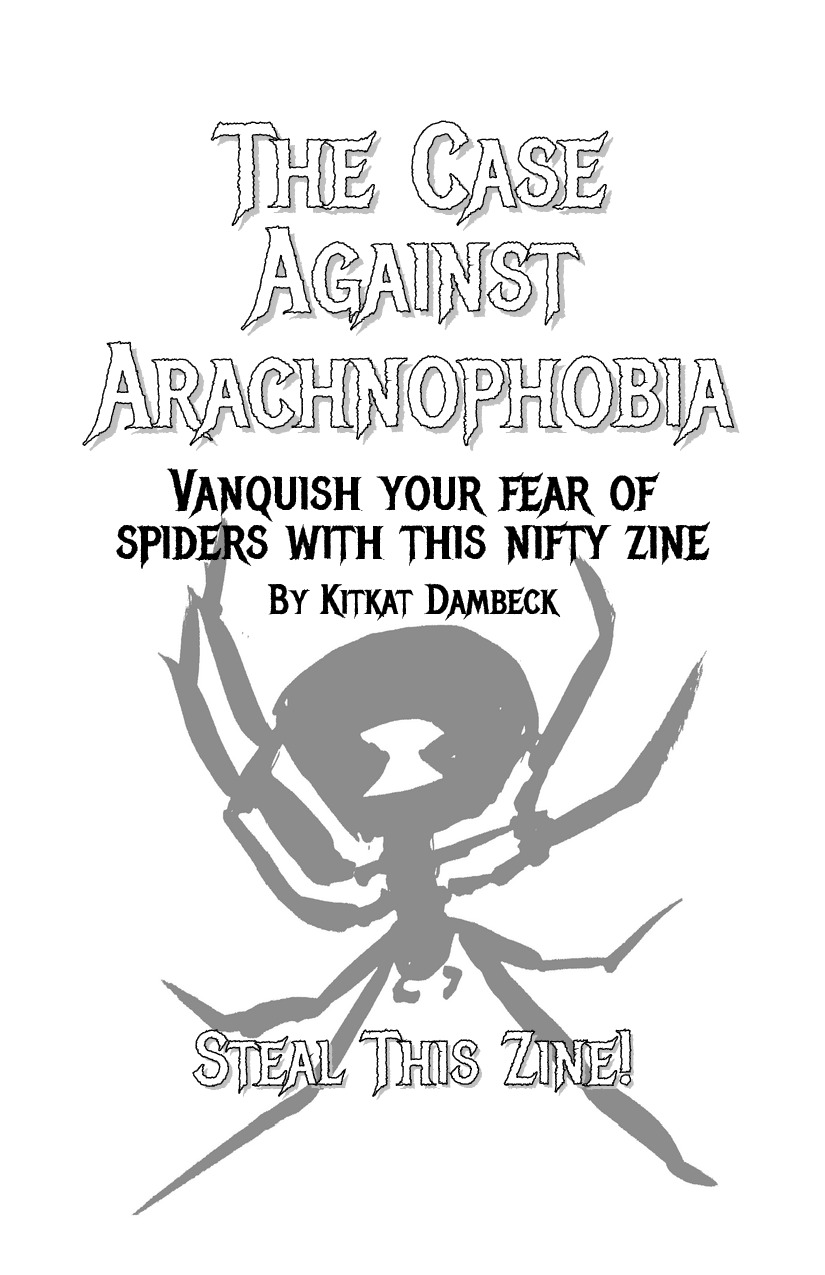 The Case
Against
Arachnophobia
Vanquish your fear of
spiders with this nifty zine
By Kitkat Dambeck
Steal This Zine!